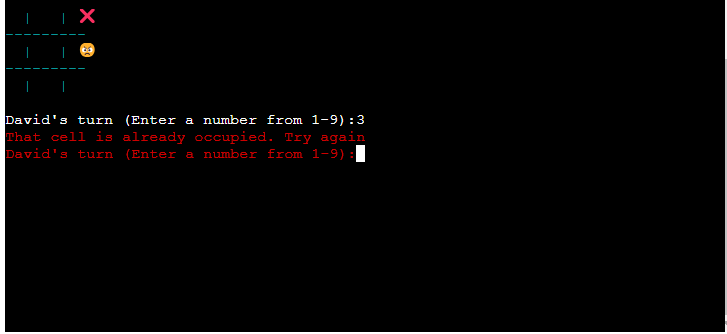 |   | ❌
---------
|   | 😠
---------
|   |
David's turn (Enter a number from 1-9):3
That cell is already occupied. Try again
David's turn (Enter a number from 1-9):